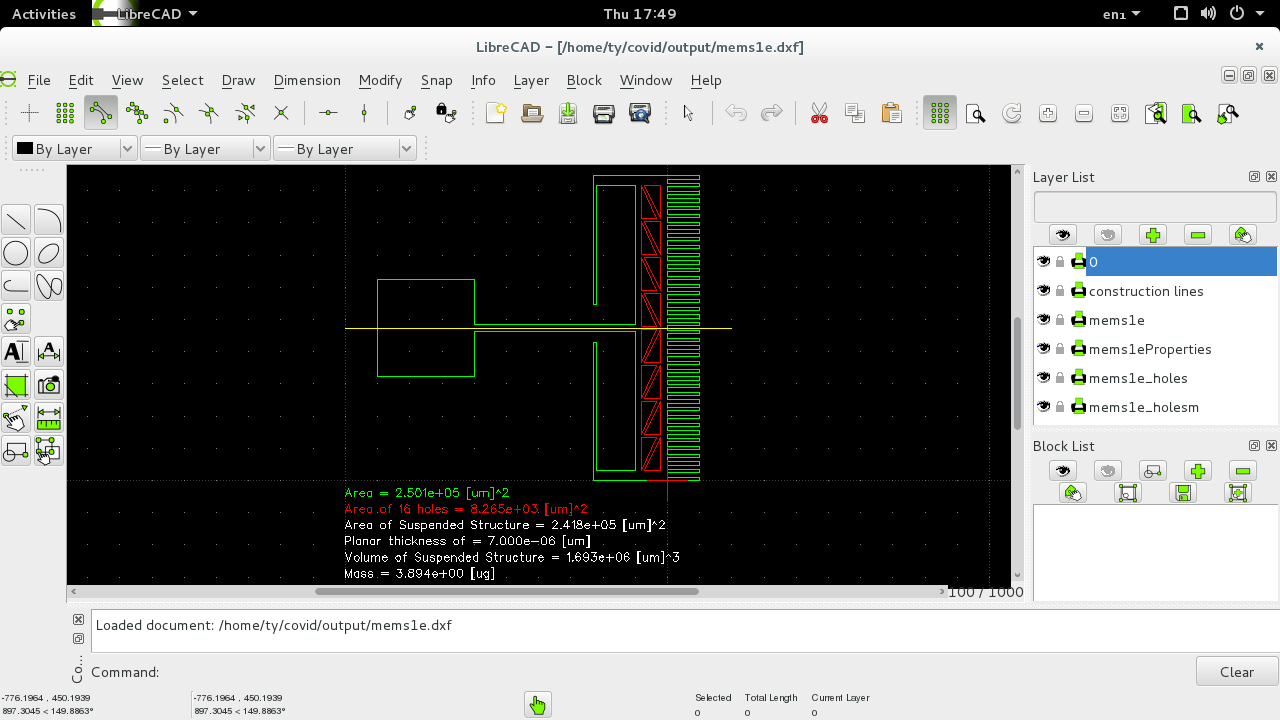 Activities
LibreCAD
Thu 17:49
en1
LibreCAD - [/home/ty/covid/output/mems1e.dxf]
File Edit View Select Draw Dimension Modify Snap Info Layer Block Window Help
By Layer By Layer By Layer
Layer List
0
construction lines
mems1e
mems1eProperties
mems1e_holes
mems1e_holesm
Block List
Area = 2.501e+05 [um]^2
Area of 16 holes = 8.265e+03 [um]^2
Area of Suspended Structure = 2.418e+05 [um]^2
Planar thickness of = 7.000e-06 [um]
Volume of Suspended Structure = 1.693e+06 [um]^3
Mass = 3.894e+00 [ug]
100 / 1000
Co...
Loaded document: /home/ty/covid/output/mems1e.dxf
Command:
Clear
-776.1964 , 450.1939 -776.1964 , 450.1939 Selected Total Length Current Layer
897.3045 < 149.8863° 897.3045 < 149.8863° 0 0 0